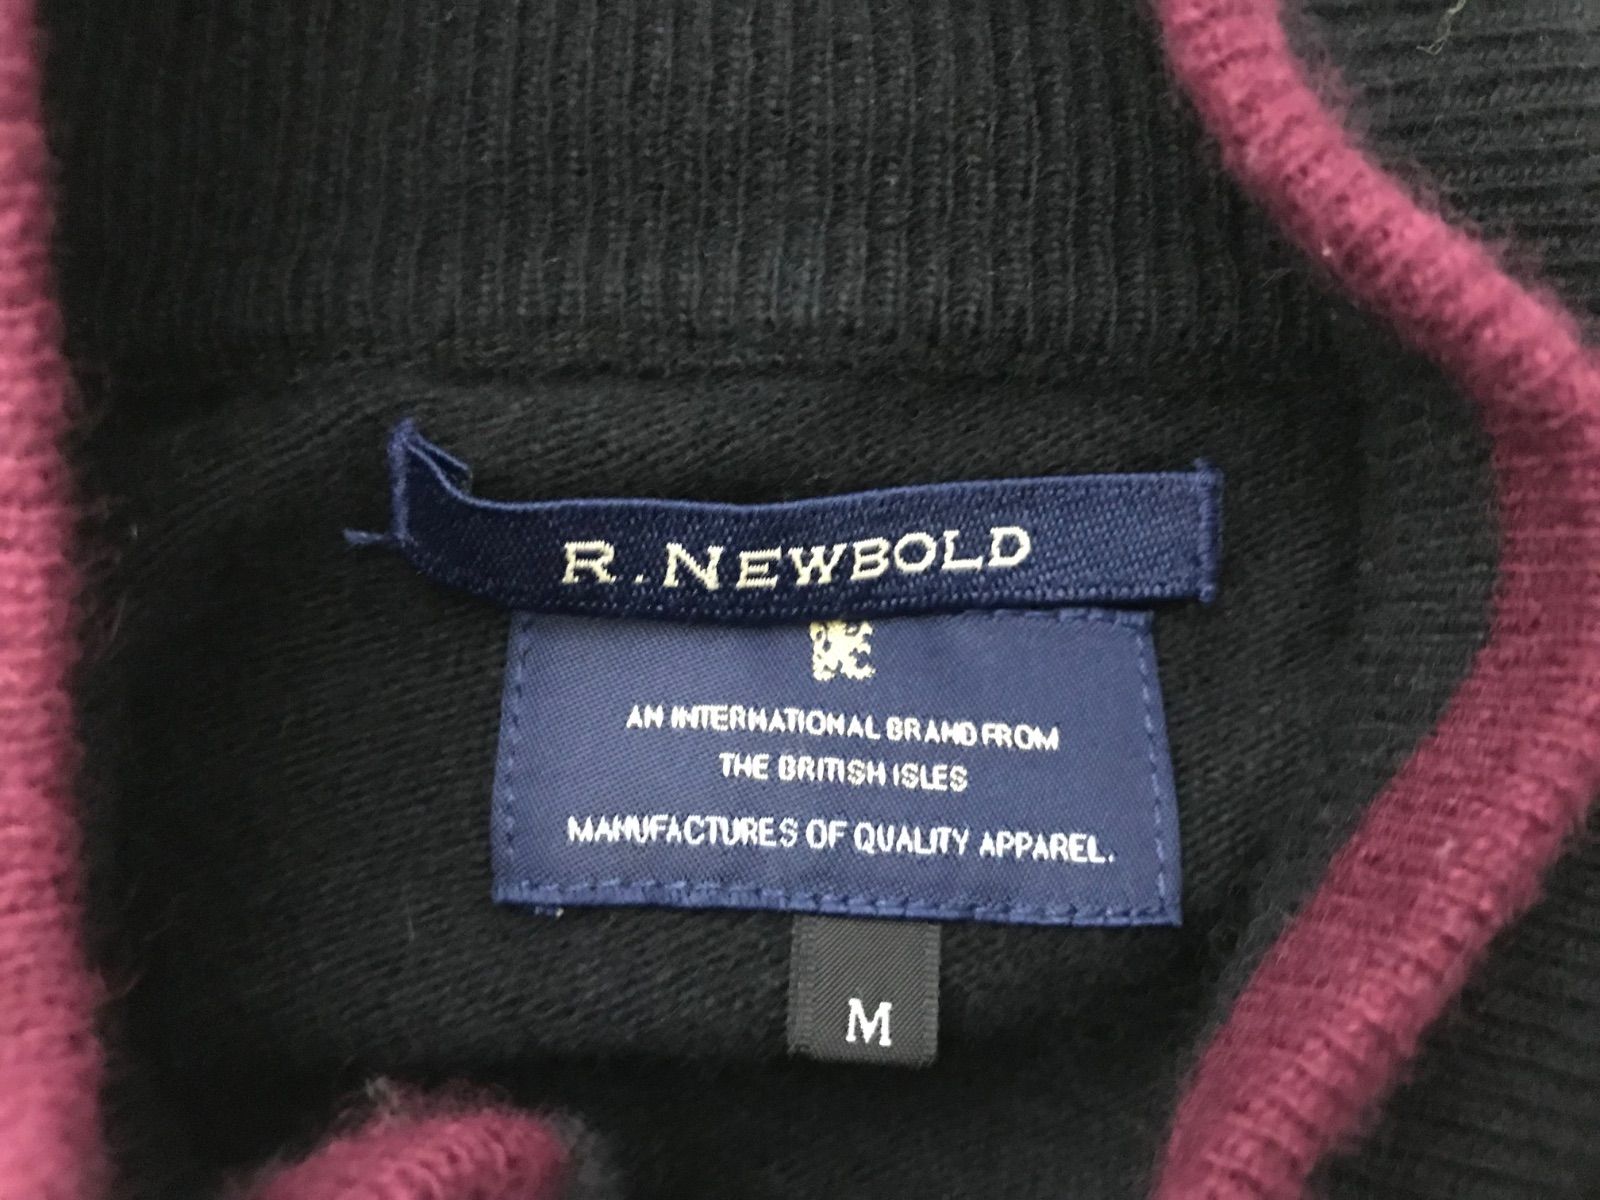 R. NEWBOLD
AN INTERNATIONAL BRAND FROM
THE BRITISH ISLES
MANUFACTURES OF QUALITY APPAREL.
M